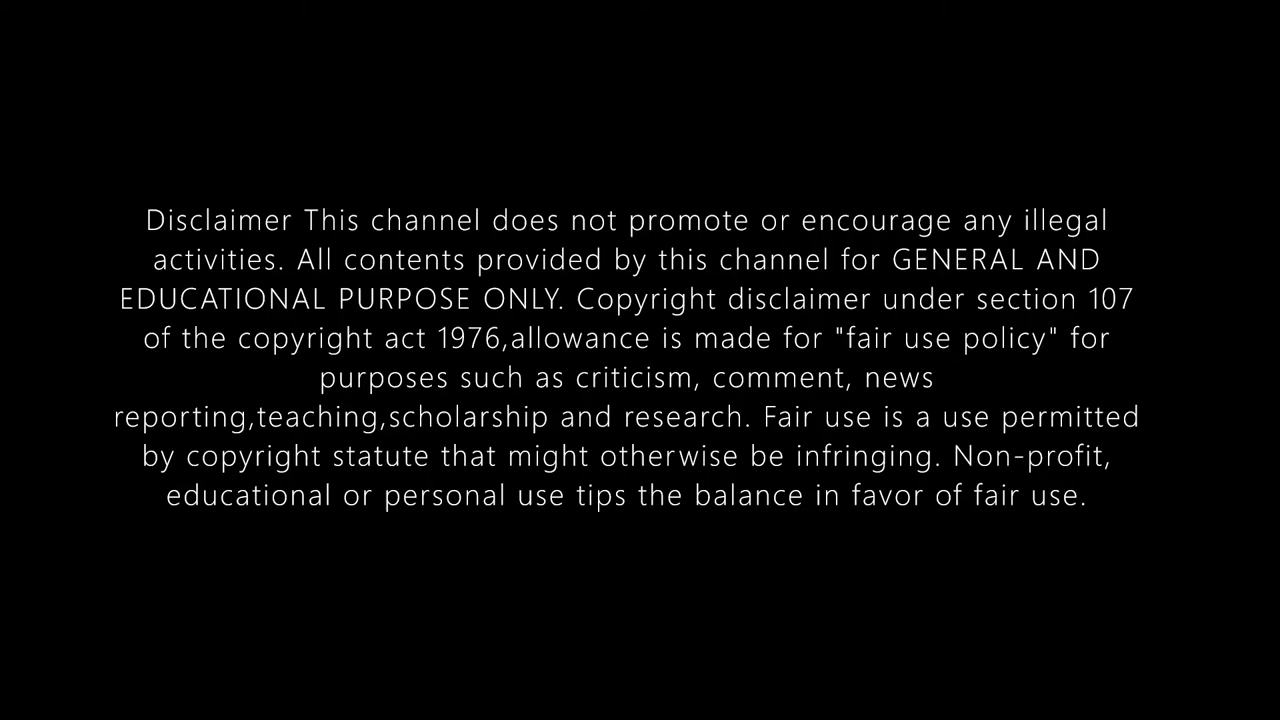 Disclaimer This channel does not promote or encourage any illegal
activities. All contents provided by this channel for GENERAL AND
EDUCATIONAL PURPOSE ONLY. Copyright disclaimer under section 107
of the copyright act 1976,allowance is made for "fair use policy" for
purposes such as criticism, comment, news
reporting,teaching,scholarship and research. Fair use is a use permitted
by copyright statute that might otherwise be infringing. Non-profit,
educational or personal use tips the balance in favor of fair use.